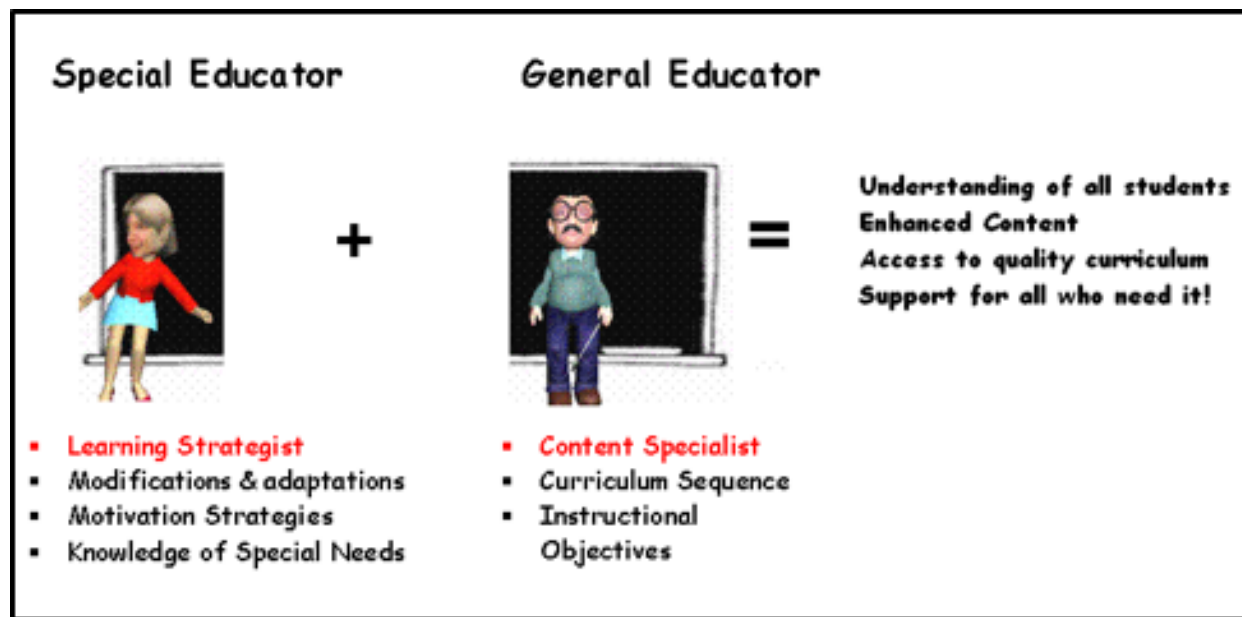 Special Educator
General Educator
+
=
Understanding of all students
Enhanced Content
Access to quality curriculum
Support for all who need it!
▪ Learning Strategist
▪ Modifications & adaptations
▪ Motivation Strategies
▪ Knowledge of Special Needs
▪ Content Specialist
▪ Curriculum Sequence
▪ Instructional
Objectives